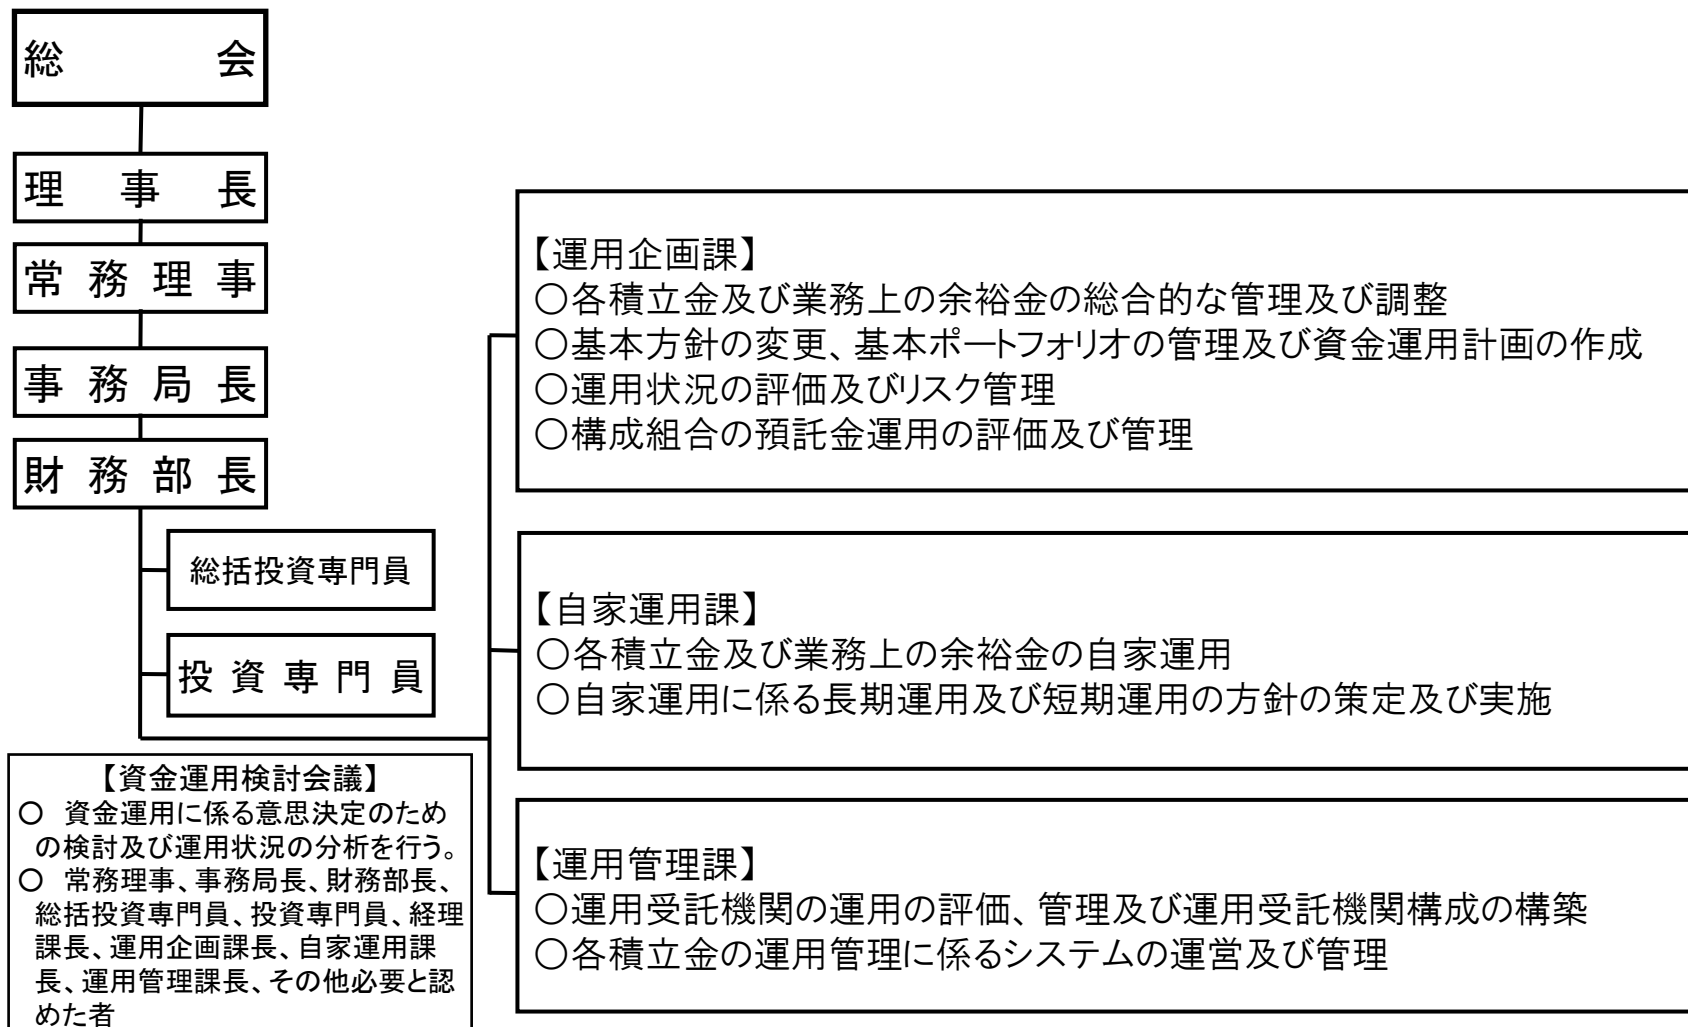 総会
理事長
常務理事
事務局長
財務部長
総括投資専門員
投資専門員
【資金運用検討会議】
○ 資金運用に係る意思決定のため
の検討及び運用状況の分析を行う。
○ 常務理事、事務局長、財務部長、
総括投資専門員、投資専門員、経理
課長、運用企画課長、自家運用課
長、運用管理課長、その他必要と認
めた者
【運用企画課】
○各積立金及び業務上の余裕金の総合的な管理及び調整
○基本方針の変更、基本ポートフォリオの管理及び資金運用計画の作成
○運用状況の評価及びリスク管理
○構成組合の預託金運用の評価及び管理
【自家運用課】
○各積立金及び業務上の余裕金の自家運用
○自家運用に係る長期運用及び短期運用の方針の策定及び実施
【運用管理課】
○運用受託機関の運用の評価、管理及び運用受託機関構成の構築
○各積立金の運用管理に係るシステムの運営及び管理